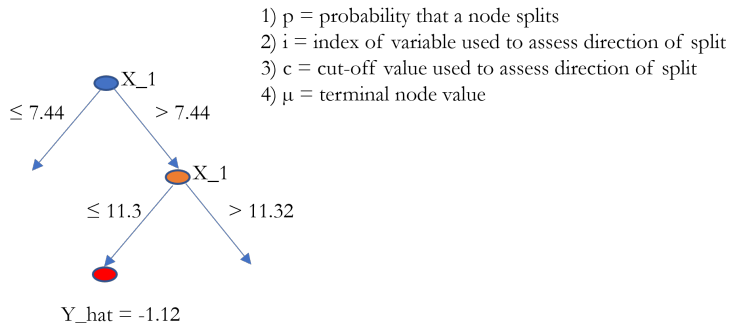 1) p = probability that a node splits
2) i = index of variable used to assess direction of split
3) c = cut-off value used to assess direction of split
4) µ = terminal node value
X_1
≤ 7.44
> 7.44
X_1
≤ 11.3
> 11.32
Y_hat = -1.12